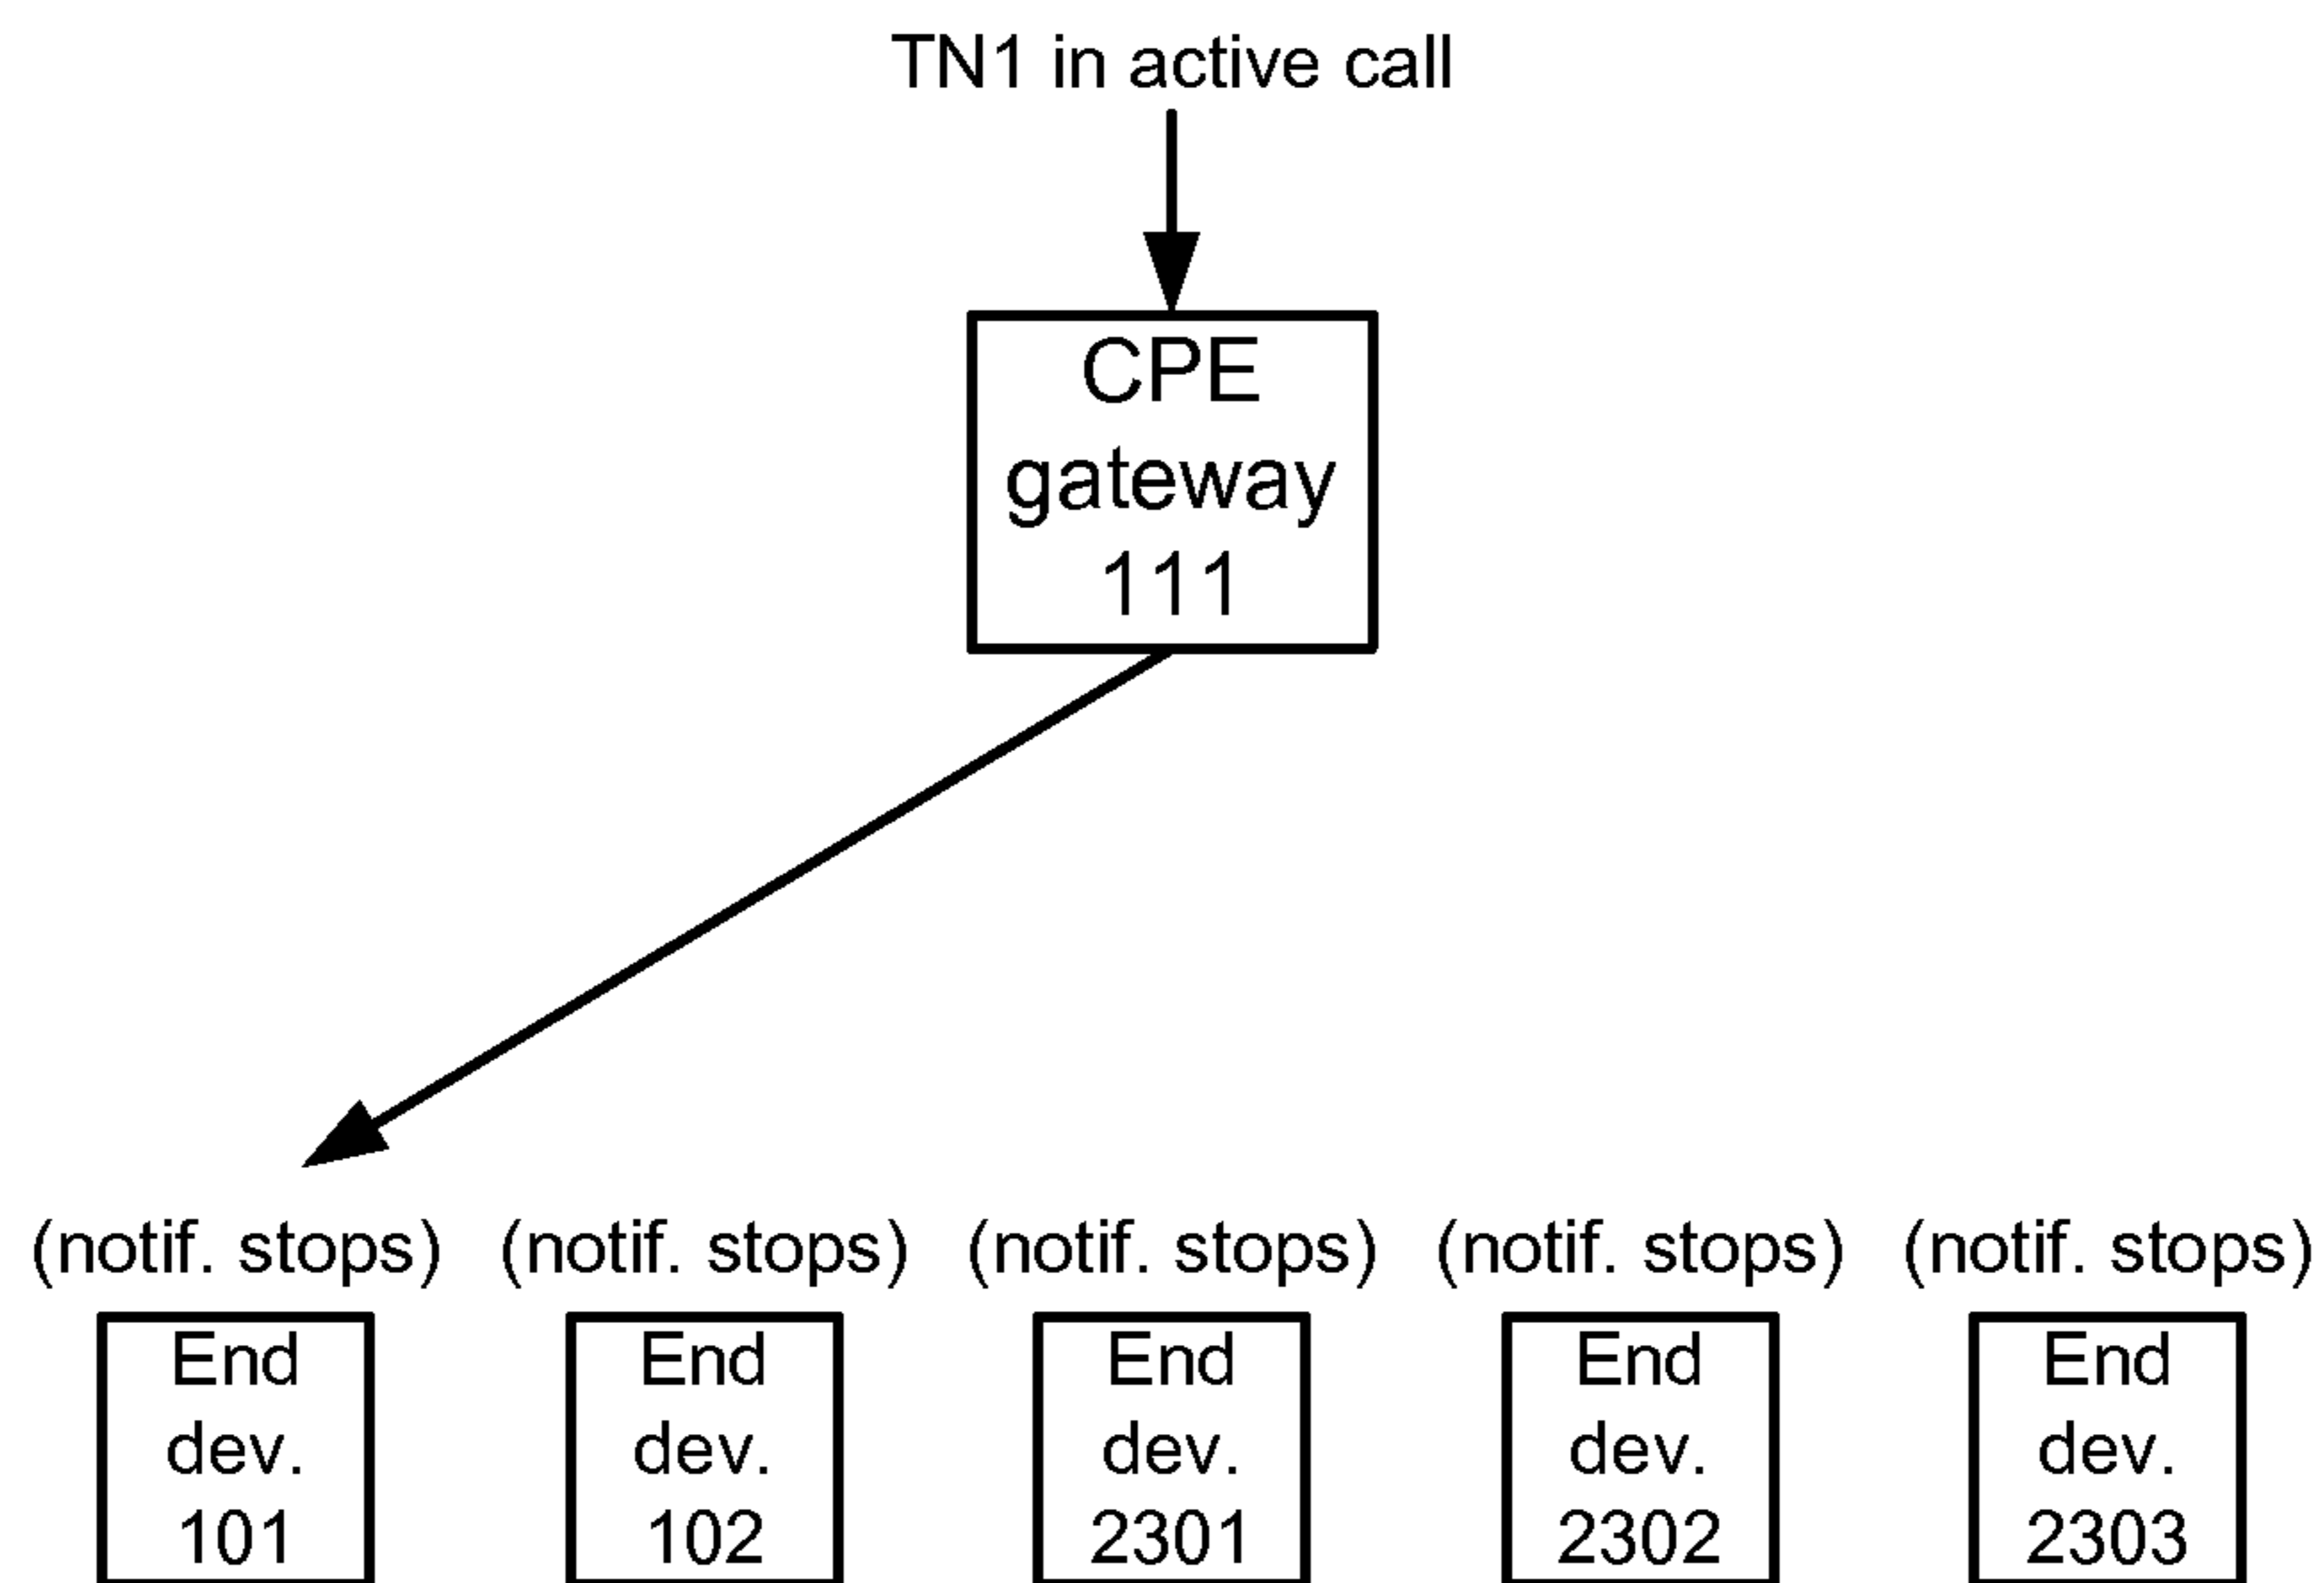 TN1 in active call
CPE
gateway
111
(notif. stops) (notif. stops) (notif. stops) (notif. stops) (notif. stops)
End
dev.
101
End
dev.
102
End
dev.
2301
End
dev.
2302
End
dev.
2303